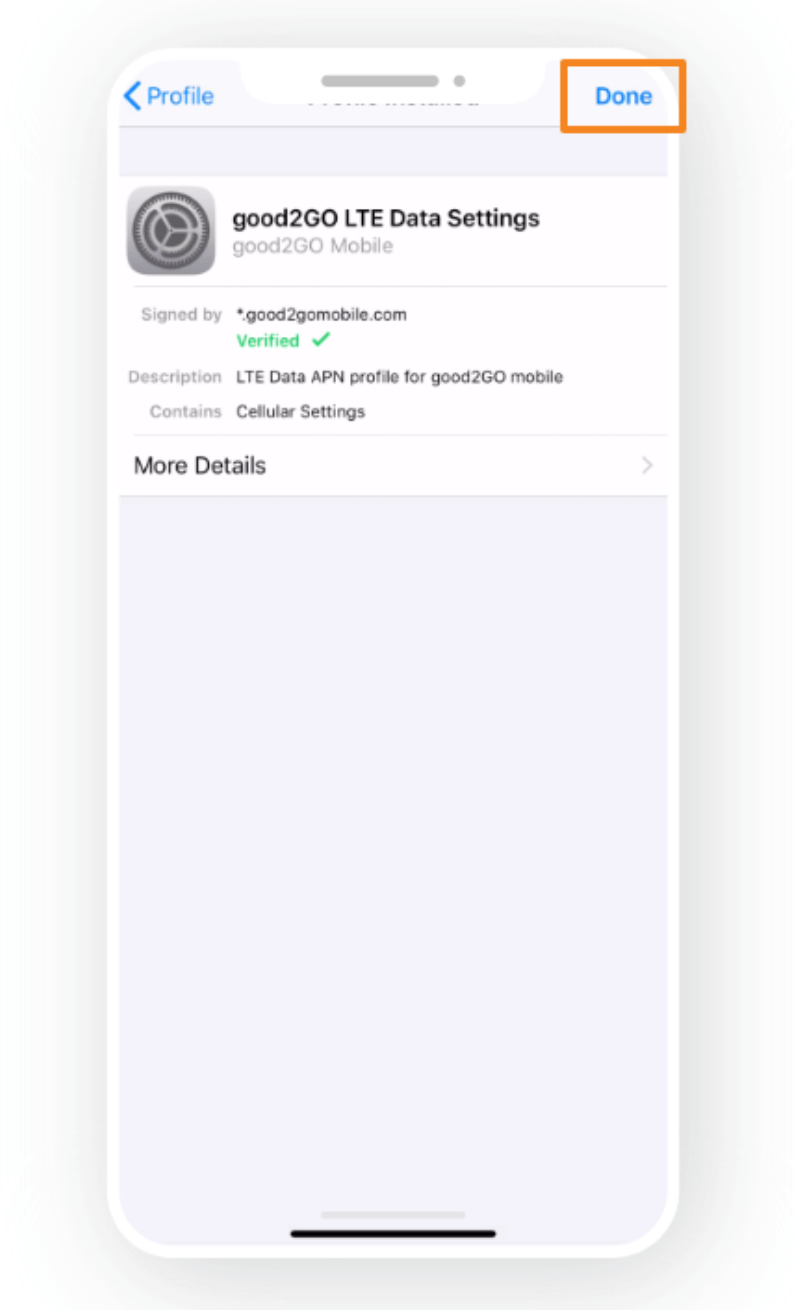 Profile
Done
good2GO LTE Data Settings
good2GO Mobile
Signed by *.good2gomobile.com
Verified ✓
Description LTE Data APN profile for good2GO mobile
Contains Cellular Settings
More Details